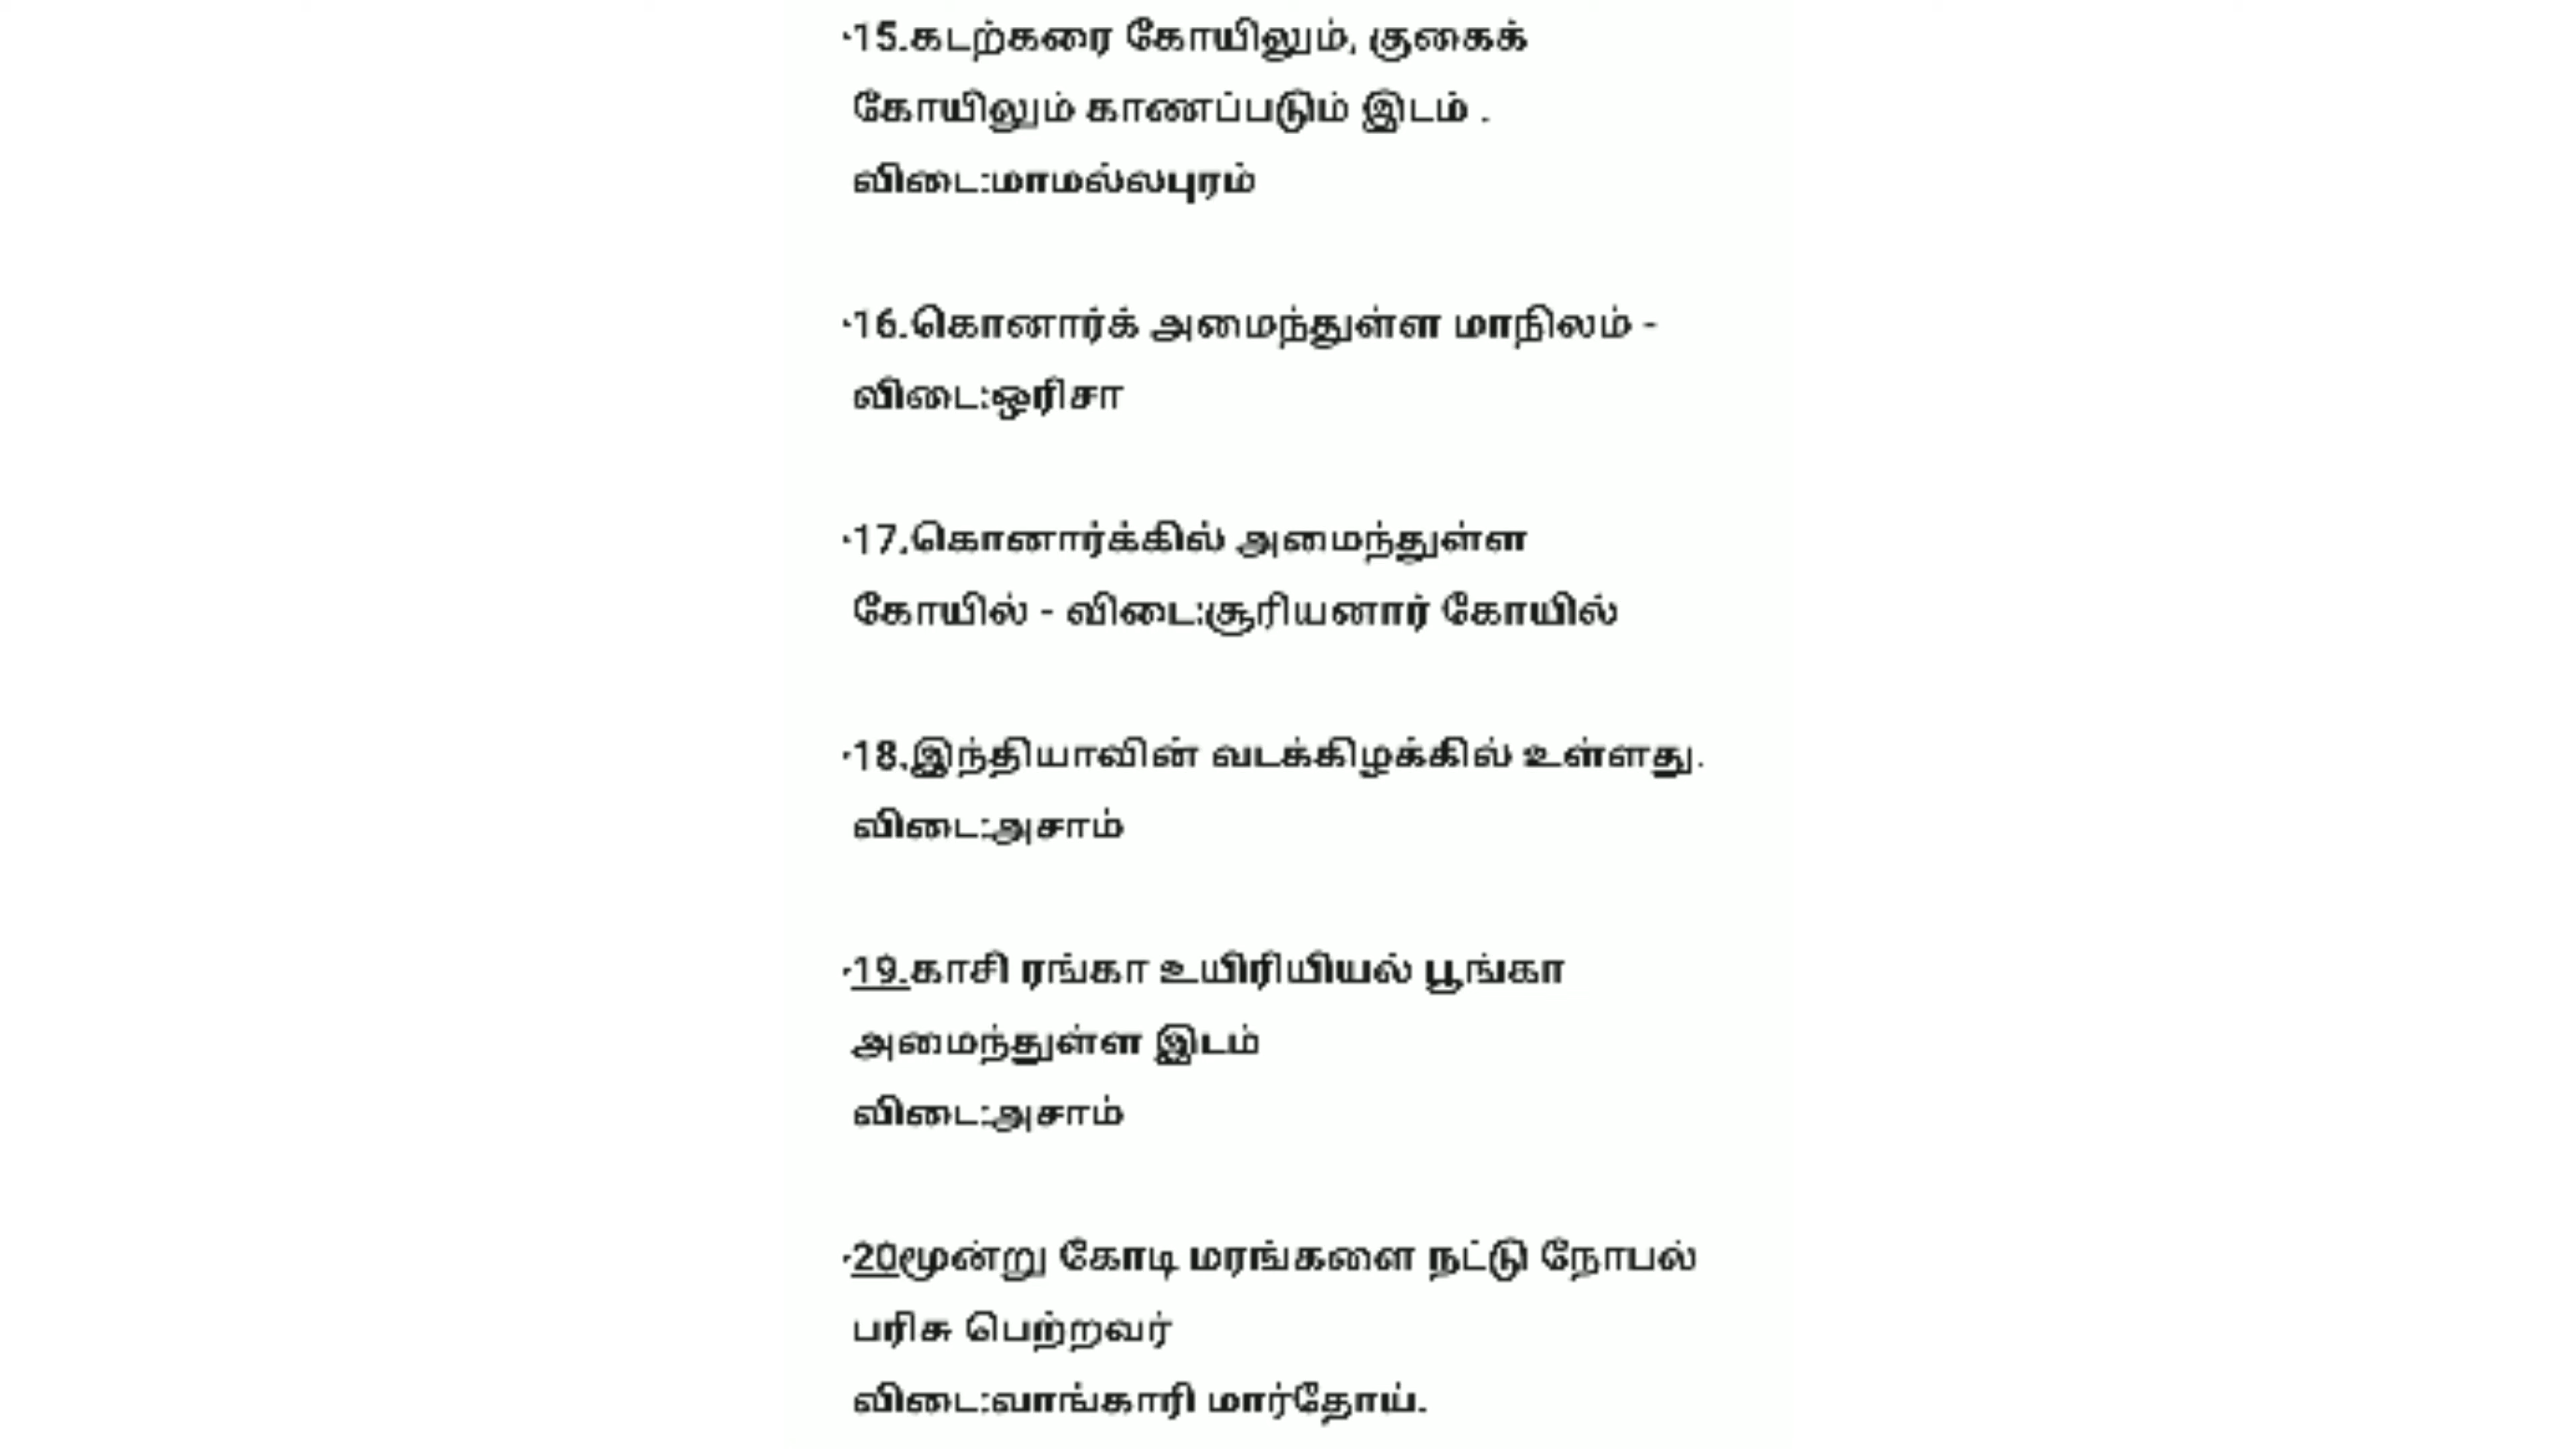 ·15.கடற்கரை கோயிலும், குகைக்
கோயிலும் காணப்படும் இடம் .
விடை:மாமல்லபுரம்
·16.கொனார்க் அமைந்துள்ள மாநிலம் -
விடை:ஒரிசா
·17.கொனார்க்கில் அமைந்துள்ள
கோயில் - விடை:சூரியனார் கோயில்
·18.இந்தியாவின் வடக்கிழக்கில் உள்ளது.
விடை:அசாம்
·19.காசி ரங்கா உயிரியியல் பூங்கா
அமைந்துள்ள இடம்
விடை:அசாம்
·20மூன்று கோடி மரங்களை நட்டு நோபல்
பரிசு பெற்றவர்
விடை:வாங்காரி மார்தோய்.